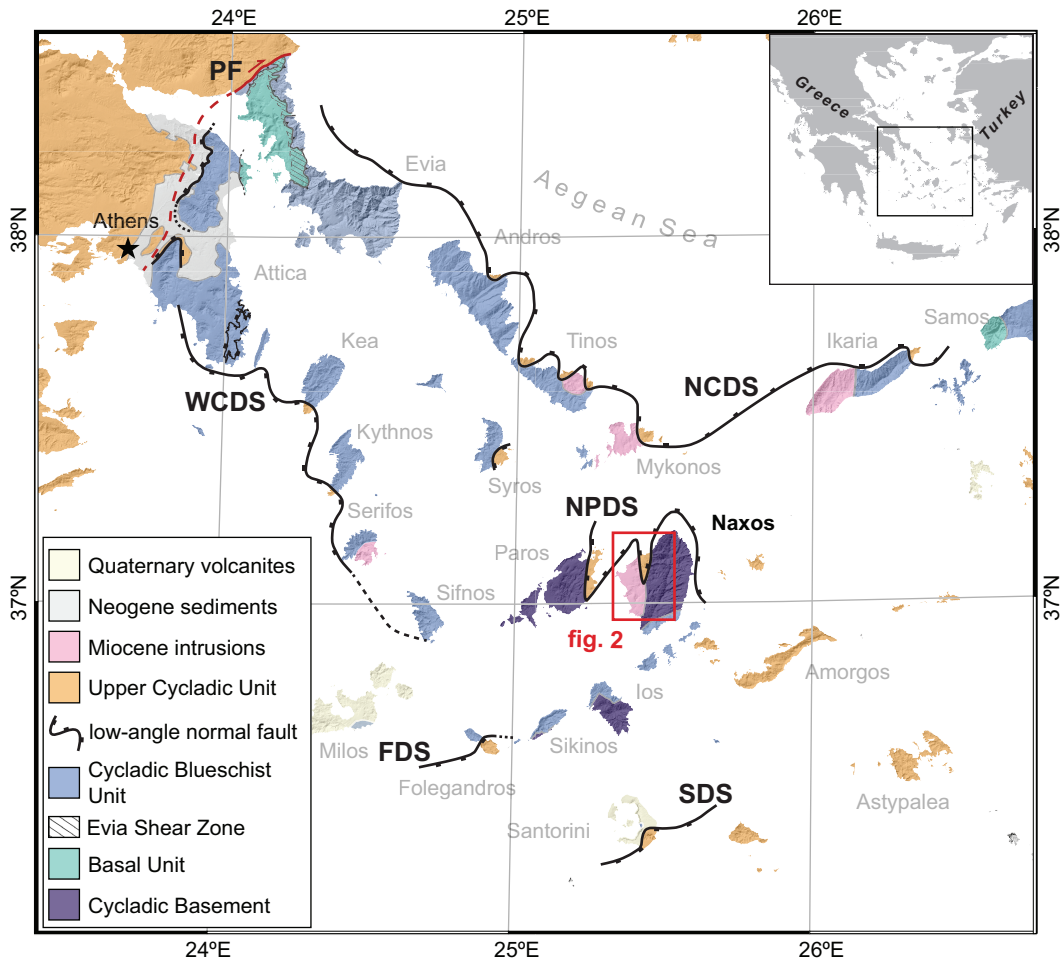 24ºE
25ºE
26ºE
PF
Greece
Turkey
Evia
Aegean Sea
38ºN
Athens
38ºN
Andros
Attica
Samos
Kea
Tinos
Ikaria
WCDS
NCDS
Kythnos
Mykonos
Syros
Serifos
NPDS
Naxos
Paros
37ºN
Sifnos
37ºN
fig. 2
Amorgos
Ios
Milos
Sikinos
FDS
Folegandros
SDS
Astypalea
Santorini
Quaternary volcanites
Neogene sediments
Miocene intrusions
Upper Cycladic Unit
low-angle normal fault
Cycladic Blueschist
Unit
Evia Shear Zone
Basal Unit
Cycladic Basement
24ºE
25ºE
26ºE